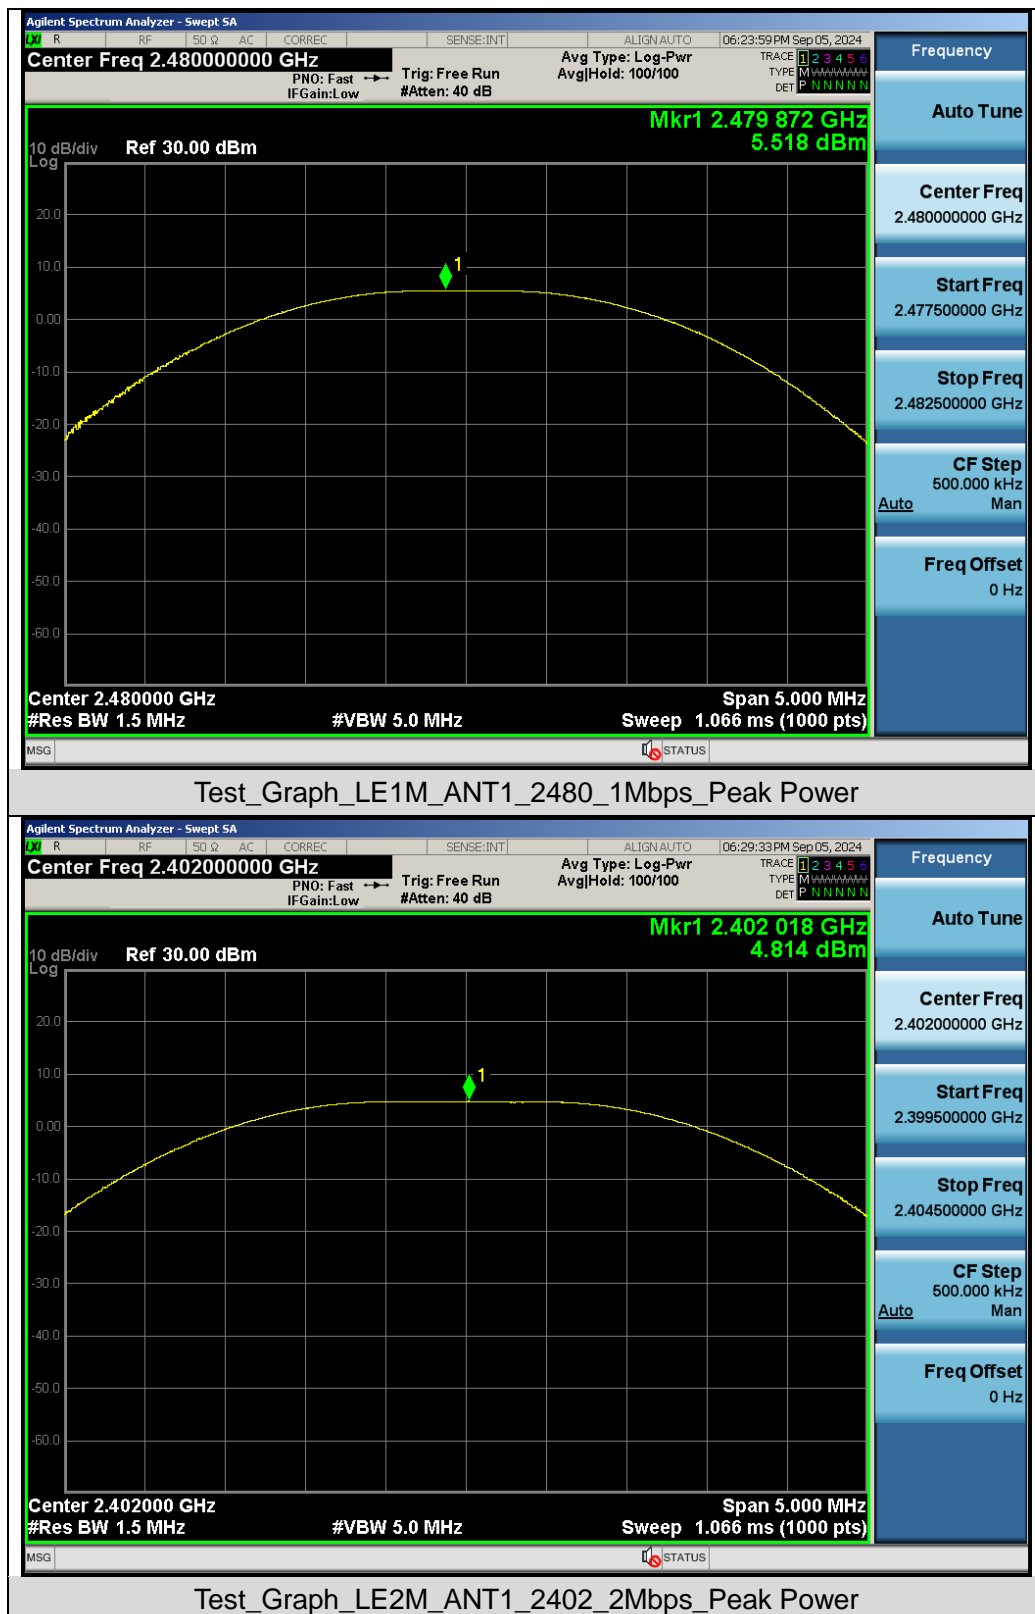 Agilent Spectrum Analyzer - Swept SA
LXI R RF 50 Ω AC CORREC SENSE:INT ALIGN AUTO 06:23:59 PM Sep 05, 2024
Center Freq 2.480000000 GHz
PNO: Fast
IFGain:Low
Trig: Free Run
#Atten: 40 dB
Avg Type: Log-Pwr
Avg|Hold: 100/100
TRACE 1 2 3 4 5 6
TYPE M
DET P N N N N N
Mkr1 2.479 872 GHz
5.518 dBm
10 dB/div Ref 30.00 dBm
Log
20.0
10.0
0.00
-10.0
-20.0
-30.0
-40.0
-50.0
-60.0
1
Center 2.480000 GHz Span 5.000 MHz
#Res BW 1.5 MHz #VBW 5.0 MHz Sweep 1.066 ms (1000 pts)
MSG STATUS
Frequency
Auto Tune
Center Freq
2.480000000 GHz
Start Freq
2.477500000 GHz
Stop Freq
2.482500000 GHz
CF Step
500.000 kHz
Auto Man
Freq Offset
0 Hz
Test_Graph_LE1M_ANT1_2480_1Mbps_Peak Power
Agilent Spectrum Analyzer - Swept SA
LXI R RF 50 Ω AC CORREC SENSE:INT ALIGN AUTO 06:29:33 PM Sep 05, 2024
Center Freq 2.402000000 GHz
PNO: Fast
IFGain:Low
Trig: Free Run
#Atten: 40 dB
Avg Type: Log-Pwr
Avg|Hold: 100/100
TRACE 1 2 3 4 5 6
TYPE M
DET P N N N N N
Mkr1 2.402 018 GHz
4.814 dBm
10 dB/div Ref 30.00 dBm
Log
20.0
10.0
0.00
-10.0
-20.0
-30.0
-40.0
-50.0
-60.0
1
Center 2.402000 GHz Span 5.000 MHz
#Res BW 1.5 MHz #VBW 5.0 MHz Sweep 1.066 ms (1000 pts)
MSG STATUS
Frequency
Auto Tune
Center Freq
2.402000000 GHz
Start Freq
2.399500000 GHz
Stop Freq
2.404500000 GHz
CF Step
500.000 kHz
Auto Man
Freq Offset
0 Hz
Test_Graph_LE2M_ANT1_2402_2Mbps_Peak Power